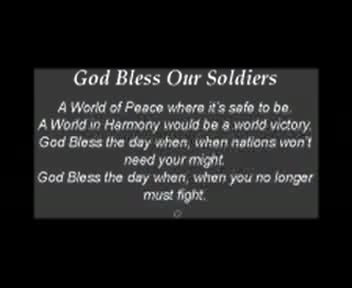 God Bless Our Soldiers
A World of Peace where it's safe to be.
A World in Harmony would be a world victory.
God Bless the day when, when nations won't
need your might.
God Bless the day when, when you no longer
must fight.